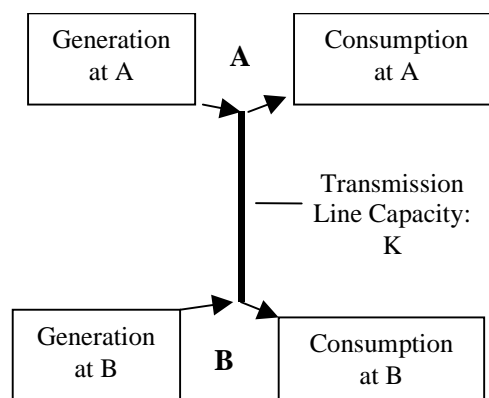 Generation
at A
A
Consumption
at A
Transmission
Line Capacity:
K
Generation
at B
B
Consumption
at B